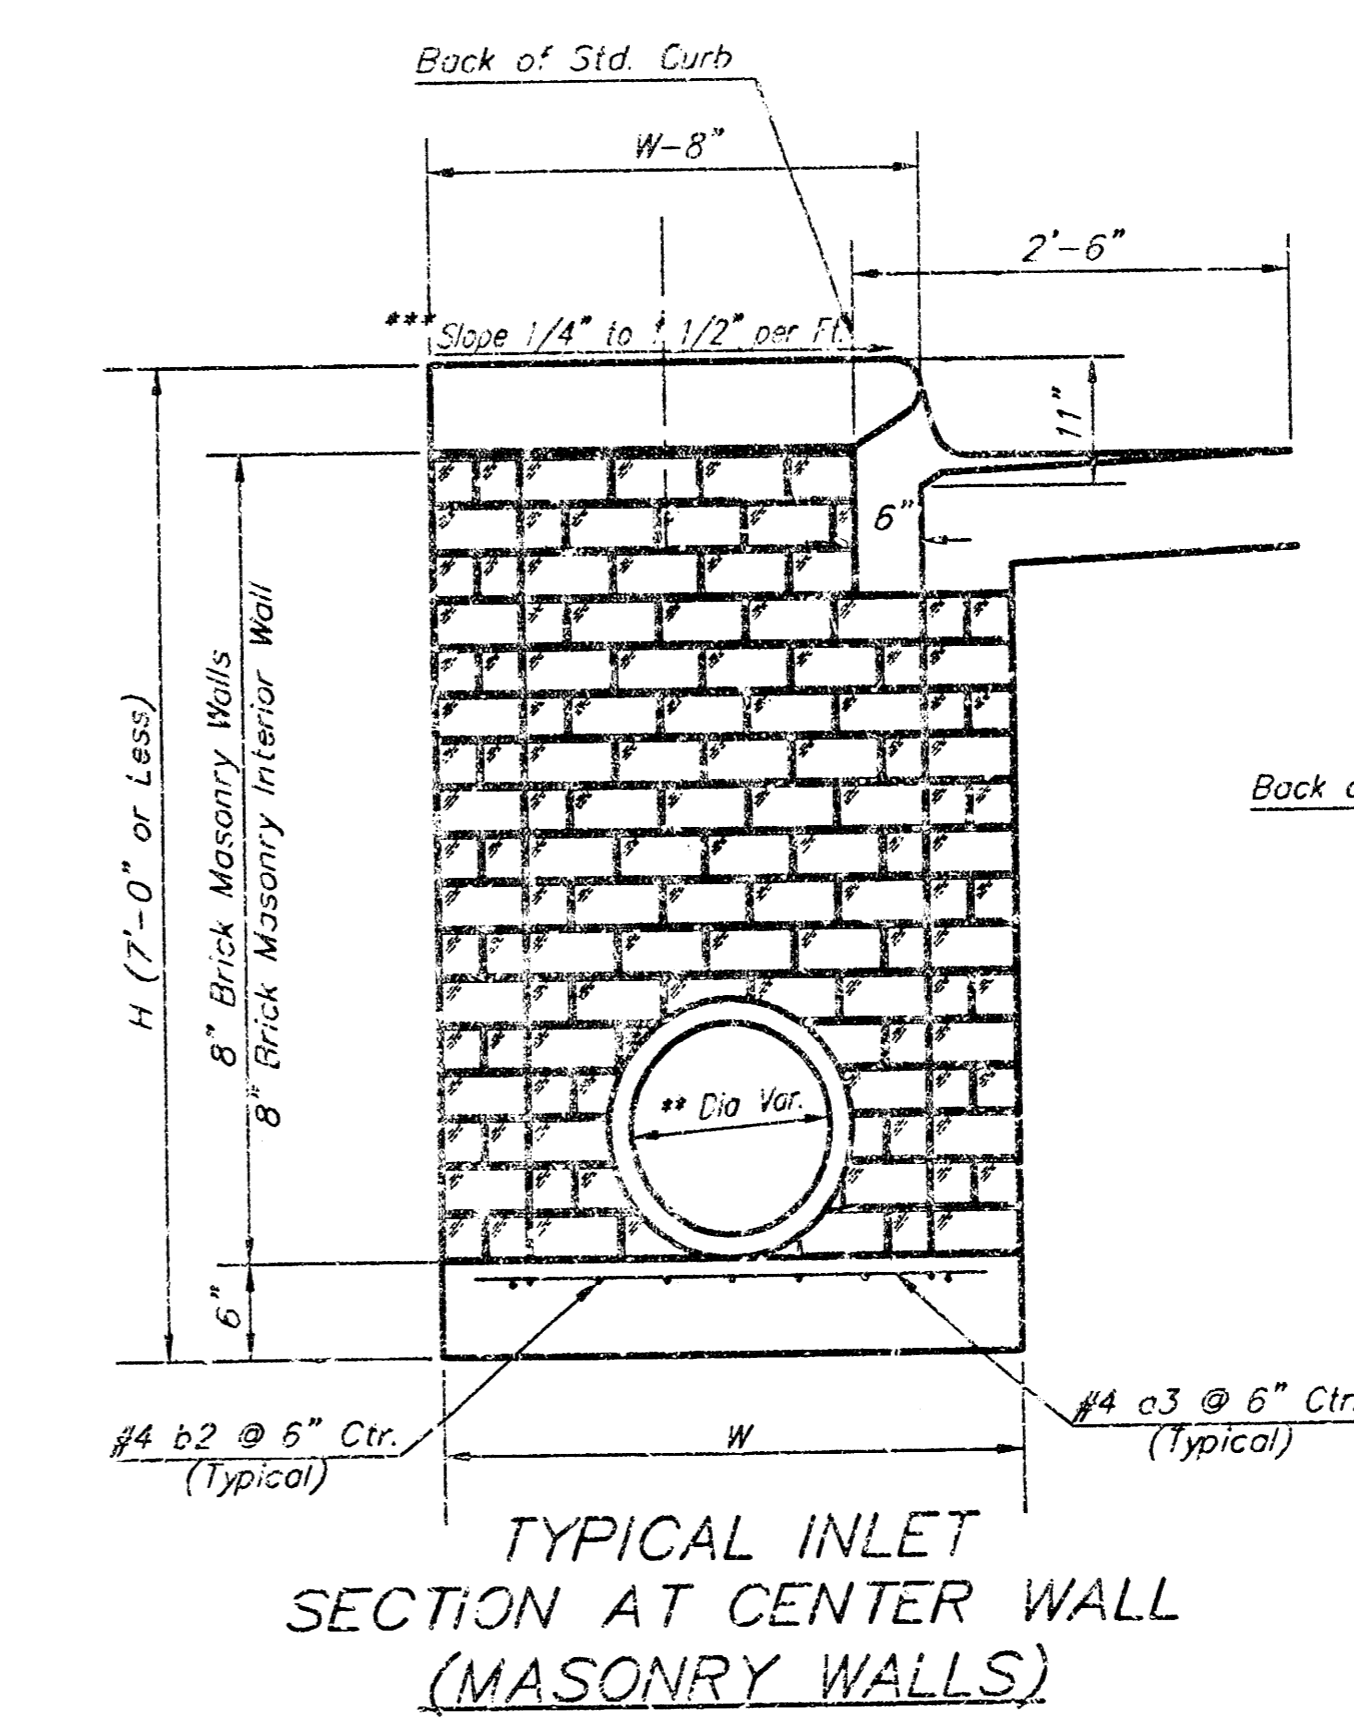 Back of Std. Curb
W-8"
2'-6"
***Slope 1/4" to 1 1/2" per Ft.
11"
6"
H (7'-0" or Less)
8" Brick Masonry Walls
8" Brick Masonry Interior Wall
Back
** Dia Var.
6"
#4 b2 @ 6" Ctr.
(Typical)
W
#4 a3 @ 6" Ctr.
(Typical)
TYPICAL INLET
SECTION AT CENTER WALL
(MASONRY WALLS)